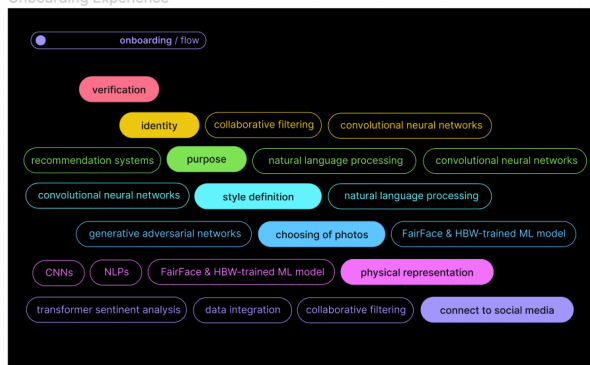 Onboarding Experience
onboarding / flow
verification
identity collaborative filtering convolutional neural networks
recommendation systems purpose natural language processing convolutional neural networks
convolutional neural networks style definition natural language processing
generative adversarial networks choosing of photos FairFace & HBW-trained ML model
CNNs NLPs FairFace & HBW-trained ML model physical representation
transformer sentinent analysis data integration collaborative filtering connect to social media